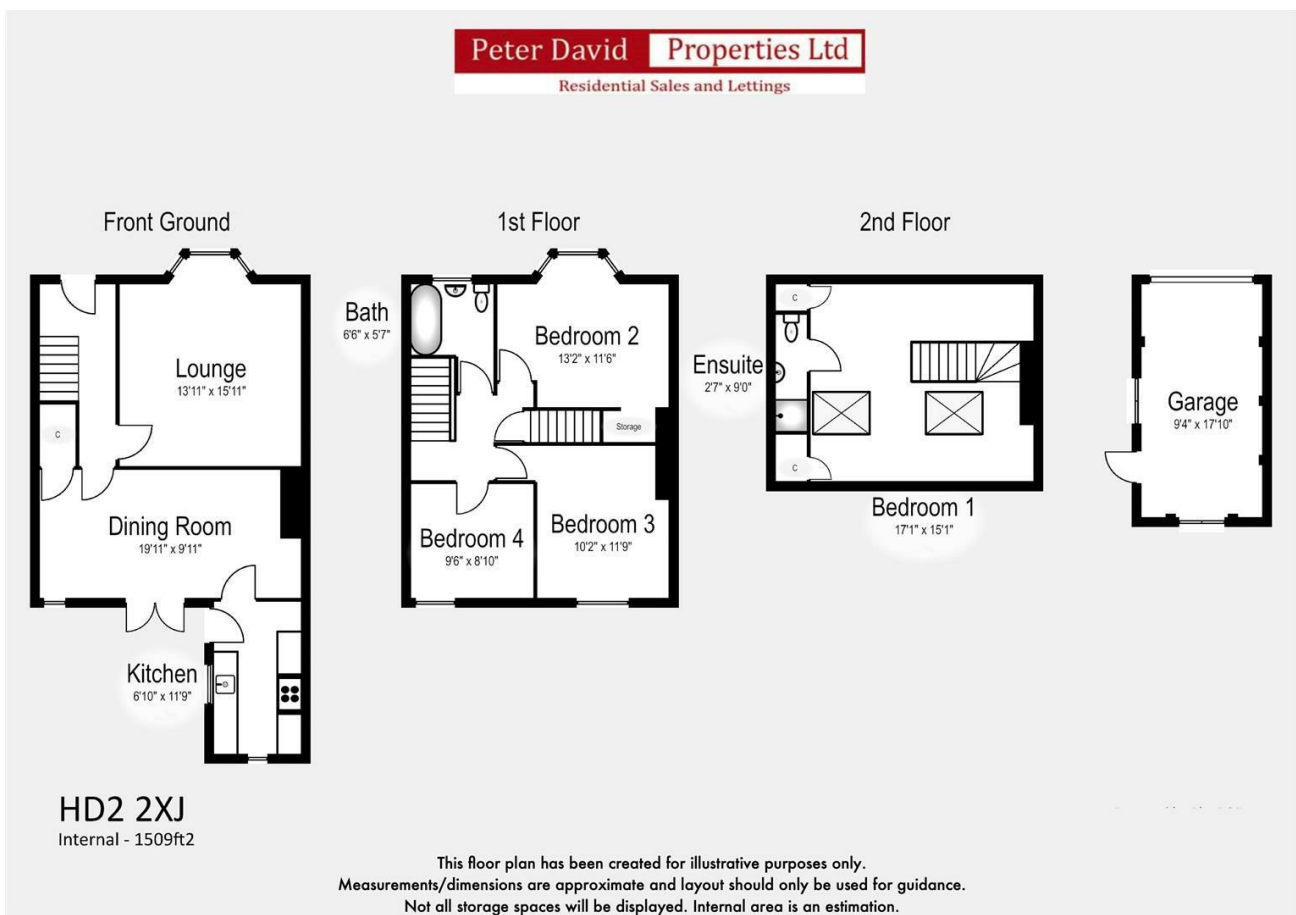 Peter David Properties Ltd
Residential Sales and Lettings
Front Ground
1st Floor
2nd Floor
Lounge
13'11" x 15'11"
C
Dining Room
19'11" x 9'11"
Kitchen
6'10" x 11'9"
Bath
6'6" x 5'7"
Bedroom 2
13'2" x 11'6"
Storage
Bedroom 4
9'6" x 8'10"
Bedroom 3
10'2" x 11'9"
C
Ensuite
2'7" x 9'0"
C
Bedroom 1
17'1" x 15'1"
Garage
9'4" x 17'10"
HD2 2XJ
Internal - 1509ft2
This floor plan has been created for illustrative purposes only.
Measurements/dimensions are approximate and layout should only be used for guidance.
Not all storage spaces will be displayed. Internal area is an estimation.